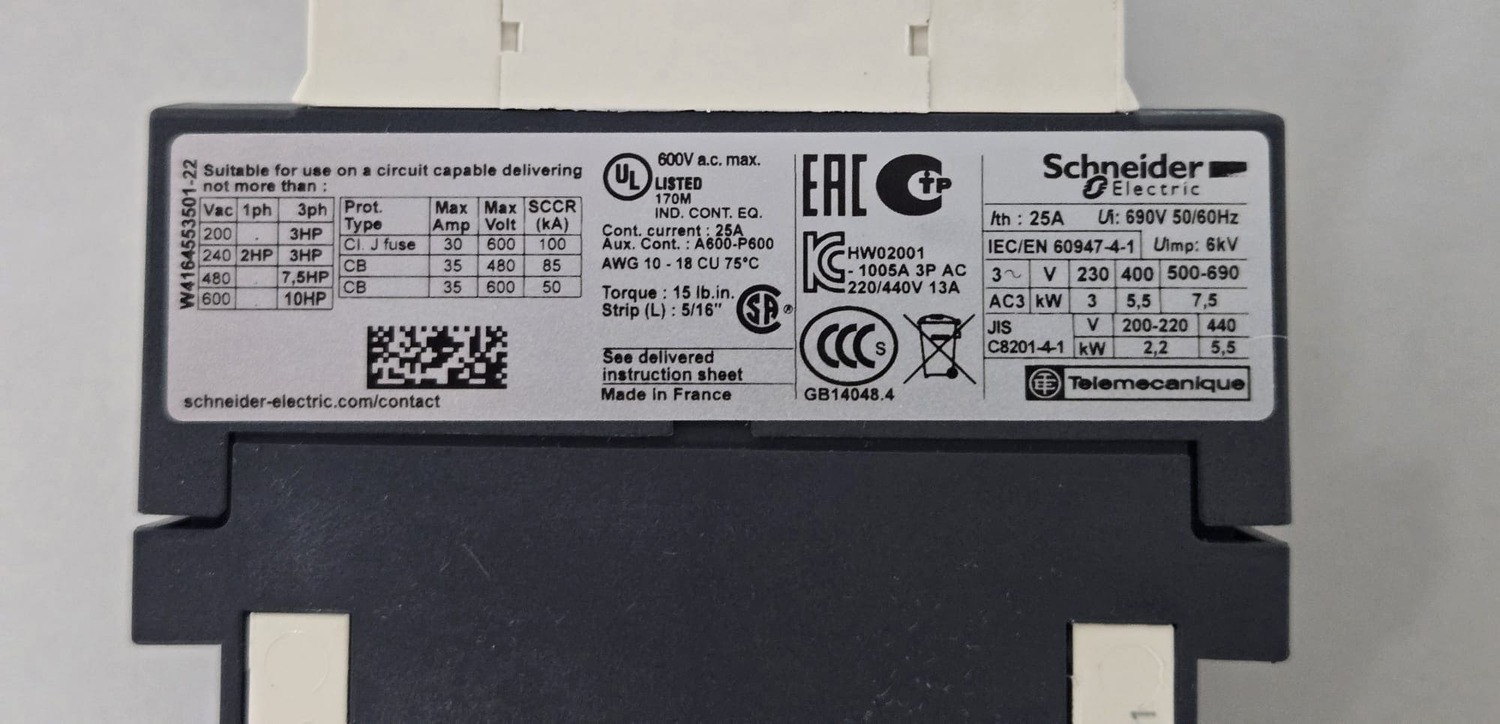 W4164553501-22
Suitable for use on a circuit capable delivering
not more than :
Vac 1ph 3ph
200 . 3HP
240 2HP 3HP
480 . 7,5HP
600 . 10HP
Prot. Type Max Amp Max Volt SCCR (kA)
Cl. J fuse 30 600 100
CB 35 480 85
CB 35 600 50
schneider-electric.com/contact
UL
600V a.c. max.
LISTED
170M
IND. CONT. EQ.
Cont. current : 25A
Aux. Cont. : A600-P600
AWG 10 - 18 CU 75°C
Torque : 15 lb.in.
Strip (L) : 5/16"
SA ®
See delivered
instruction sheet
Made in France
EAC
CTP
KC
HW02001
- 1005A 3P AC
220/440V 13A
CCC S
GB14048.4
Schneider
Electric
Ith : 25A Ui: 690V 50/60Hz
IEC/EN 60947-4-1 Uimp: 6kV
3~ V 230 400 500-690
AC3 kW 3 5,5 7,5
JIS V 200-220 440
C8201-4-1 kW 2,2 5,5
Telemecanique
1